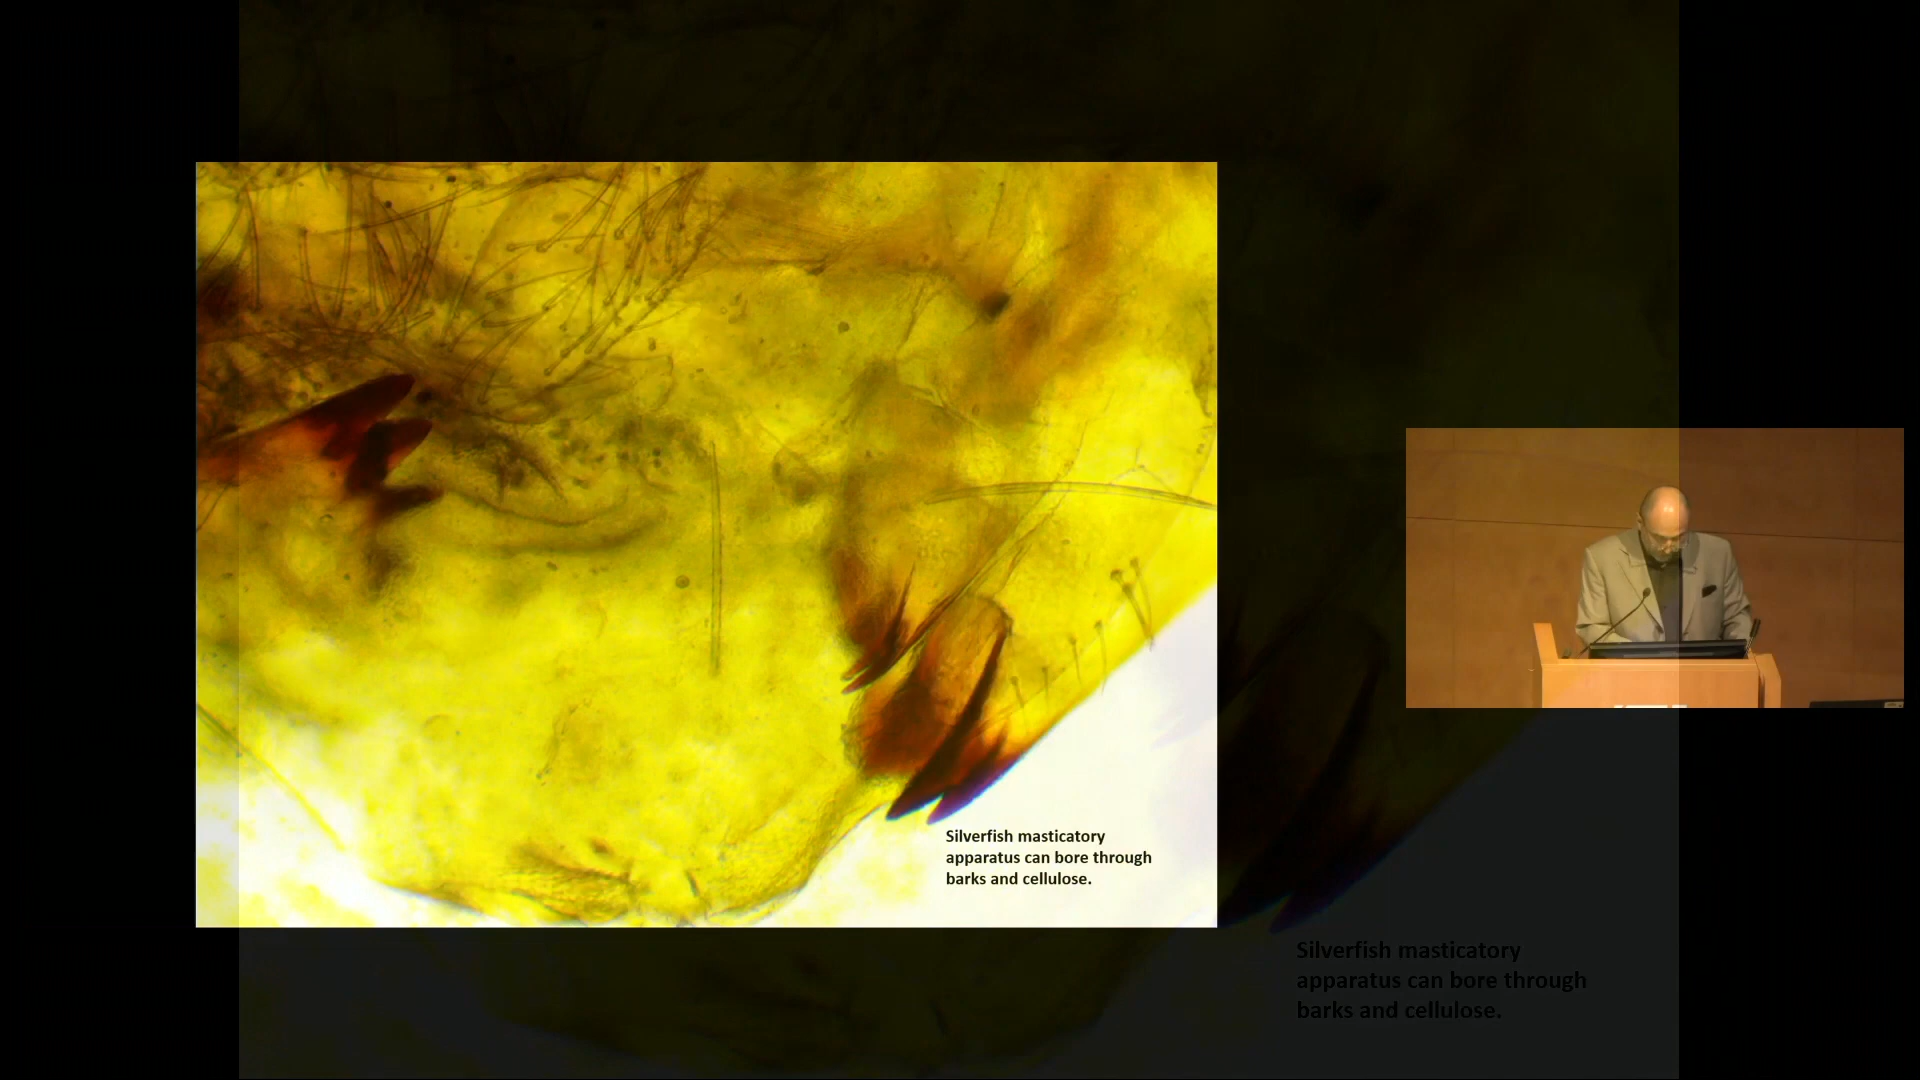 Silverfish masticatory
apparatus can bore through
barks and cellulose.
Silverfish masticatory
apparatus can bore through
barks and cellulose.